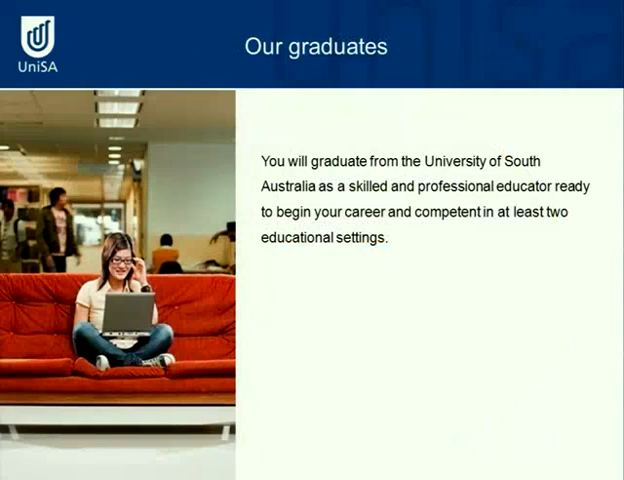 UniSA
Our graduates
You will graduate from the University of South
Australia as a skilled and professional educator ready
to begin your career and competent in at least two
educational settings.